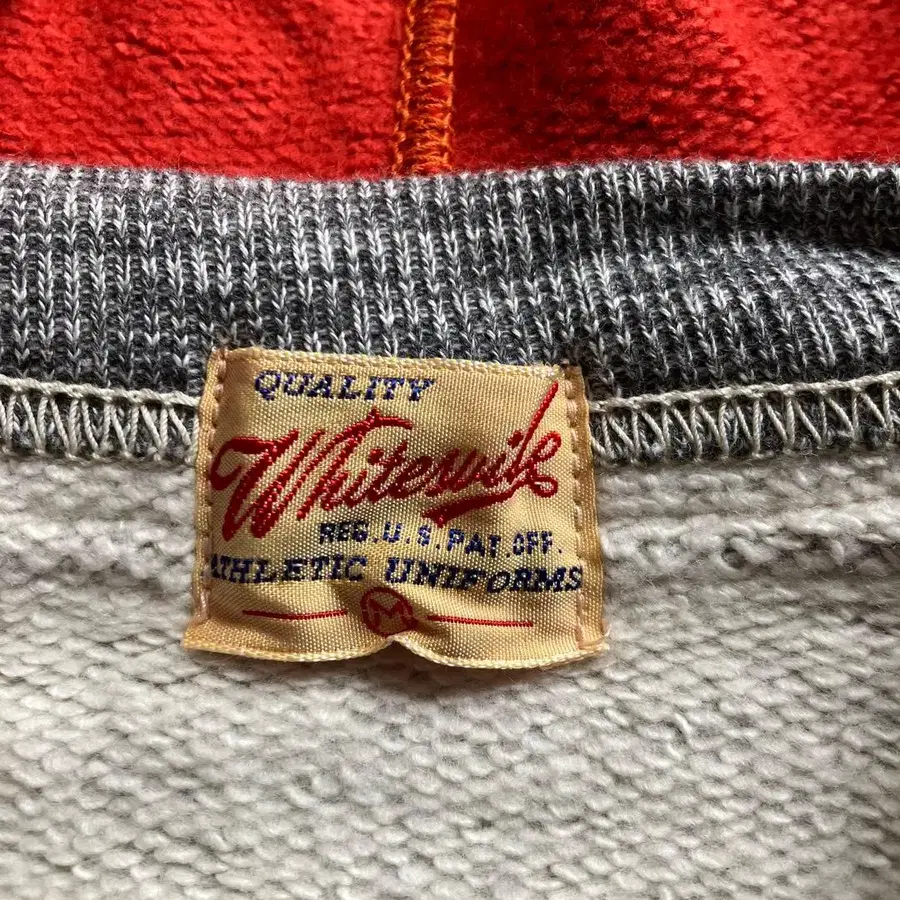 QUALITY
Whitesville
REG. U.S. PAT. OFF.
ATHLETIC UNIFORMS
M